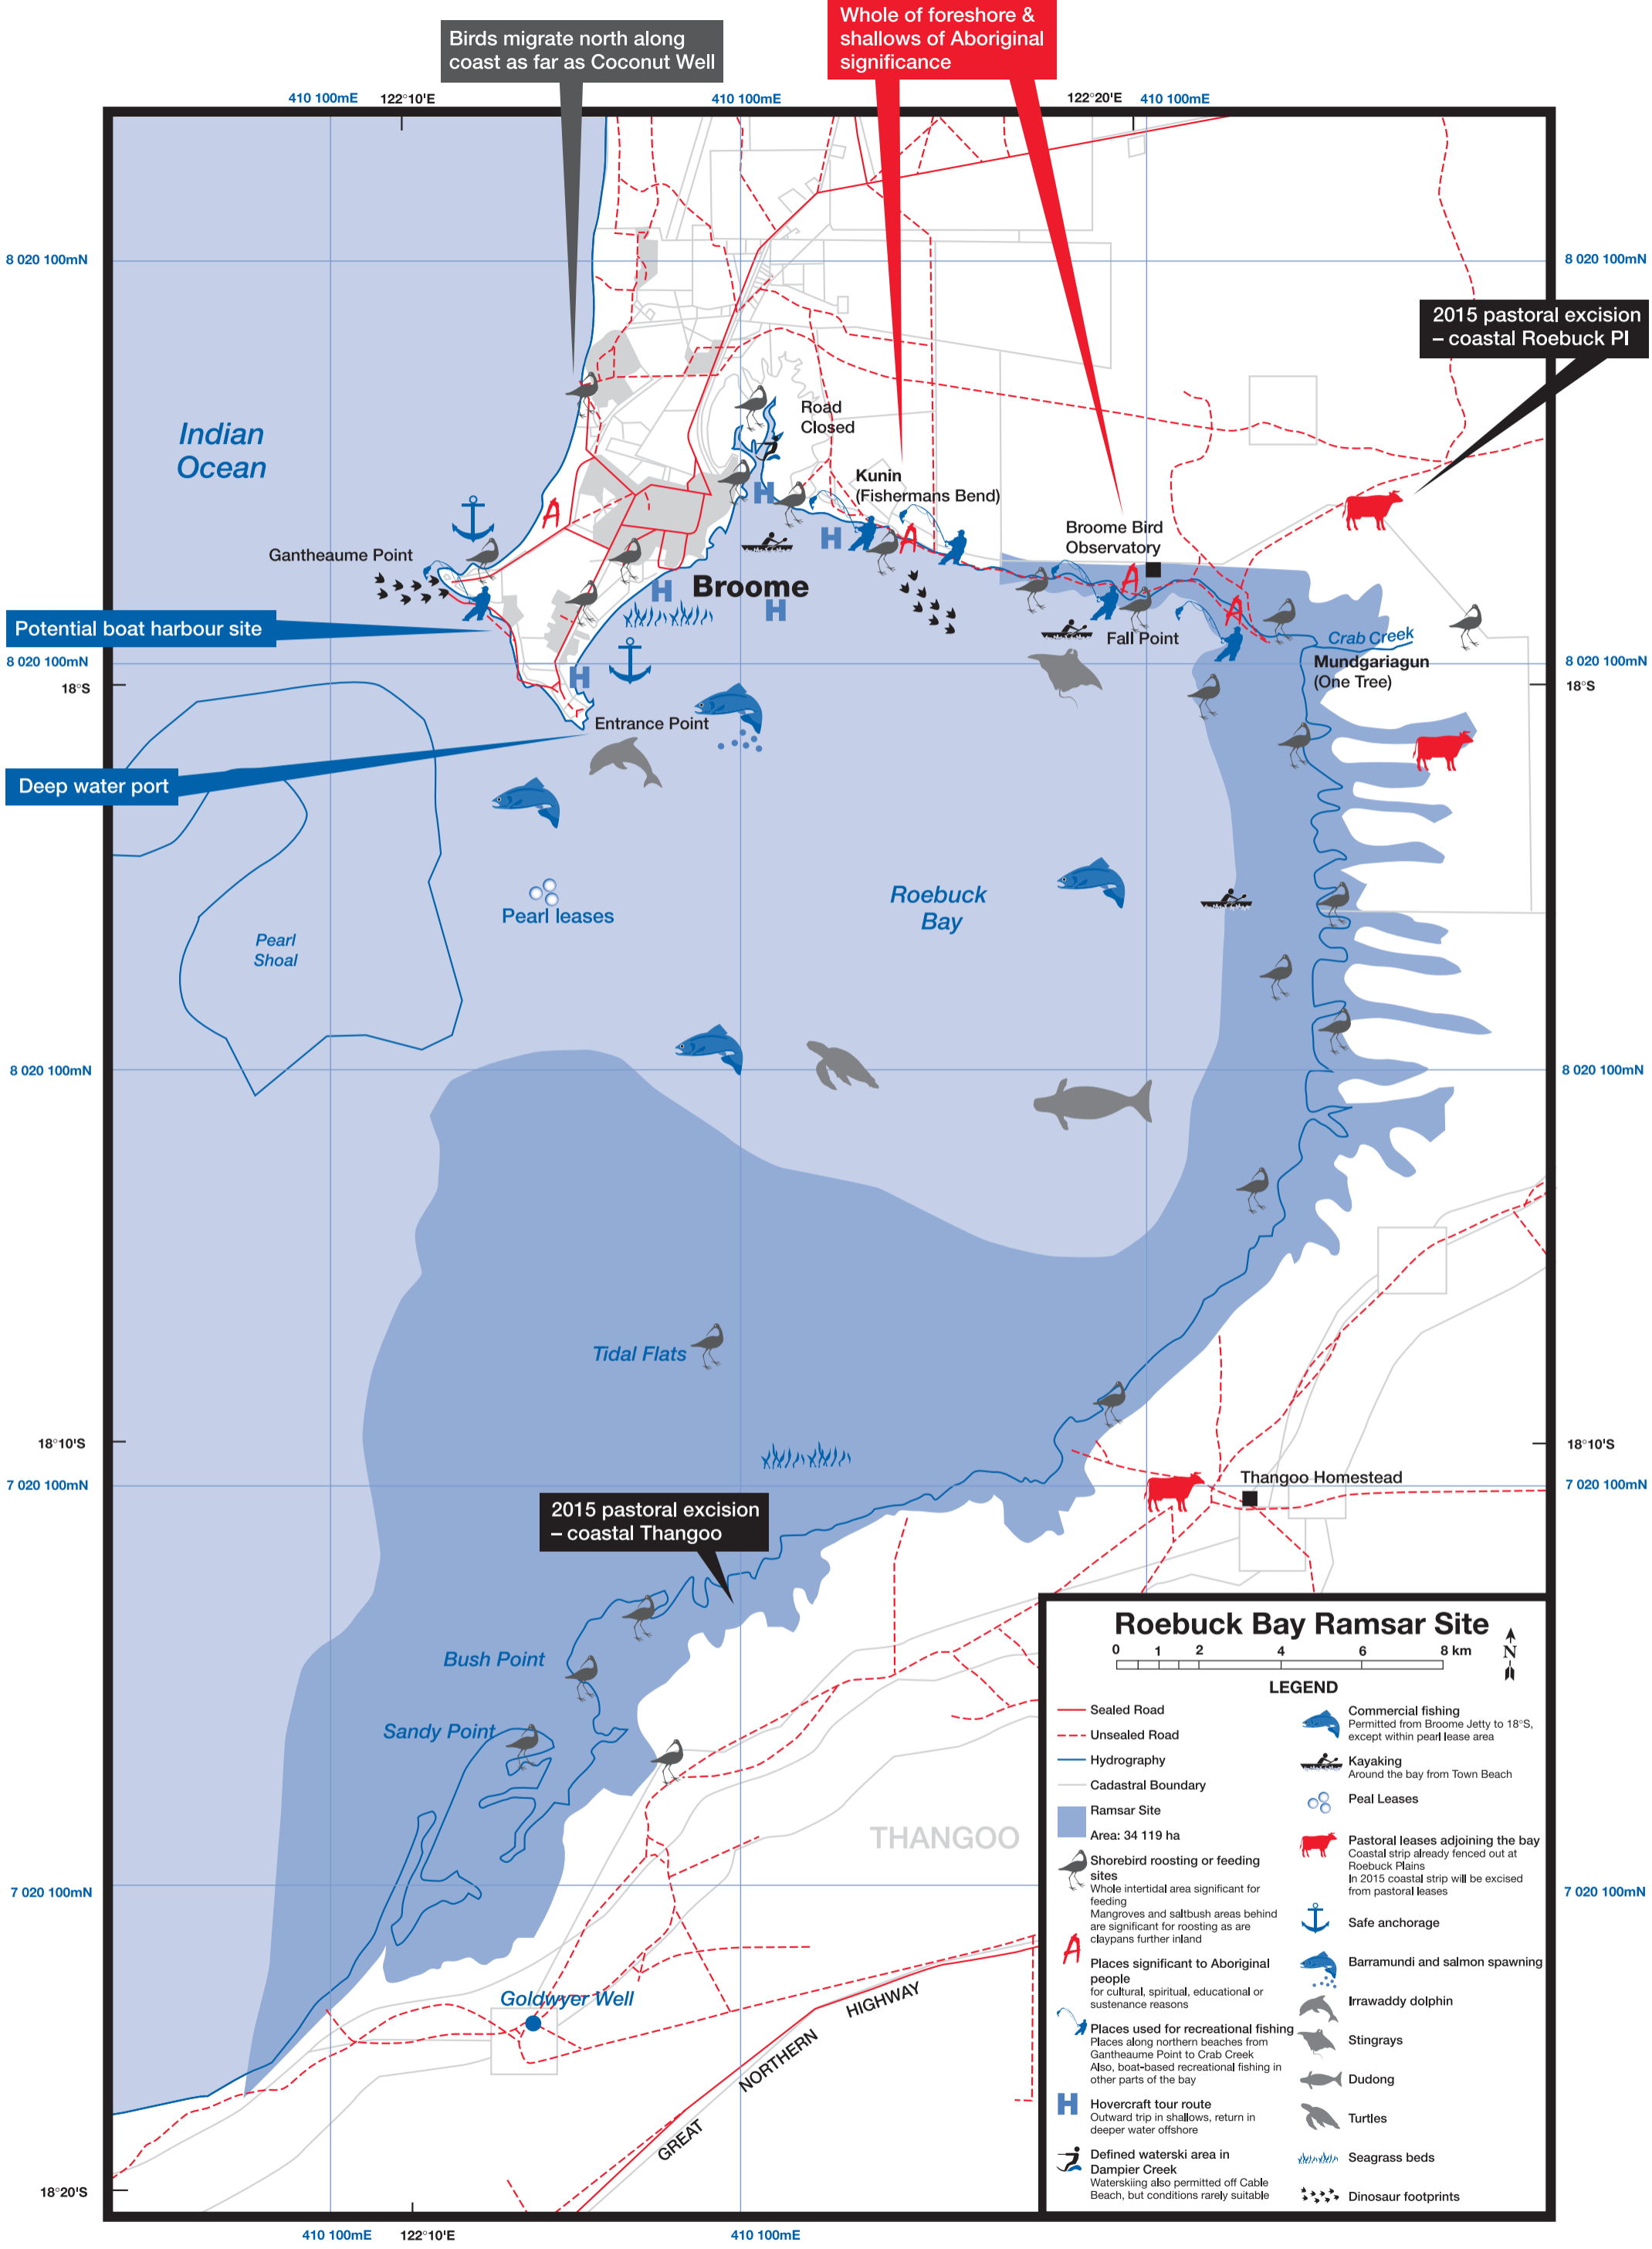 Birds migrate north along
coast as far as Coconut Well
Whole of foreshore &
shallows of Aboriginal
significance
410 100mE
122°10'E
410 100mE
122°20'E
410 100mE
8 020 100mN
8 020 100mN
2015 pastoral excision
– coastal Roebuck Pl
Indian
Ocean
Road
Closed
Kunin
(Fishermans Bend)
Broome Bird
Observatory
Gantheaume Point
Broome
Potential boat harbour site
Fall Point
Crab Creek
Mundgariagun
(One Tree)
8 020 100mN
8 020 100mN
18°S
18°S
Entrance Point
Deep water port
Pearl leases
Roebuck
Bay
Pearl
Shoal
8 020 100mN
8 020 100mN
Tidal Flats
18°10'S
18°10'S
7 020 100mN
7 020 100mN
Thangoo Homestead
2015 pastoral excision
– coastal Thangoo
Bush Point
Sandy Point
THANGOO
7 020 100mN
7 020 100mN
Goldwyer Well
GREAT NORTHERN HIGHWAY
18°20'S
410 100mE
122°10'E
410 100mE
Roebuck Bay Ramsar Site
0 1 2 4 6 8 km
N
LEGEND
Sealed Road
Unsealed Road
Hydrography
Cadastral Boundary
Ramsar Site
Area: 34 119 ha
Shorebird roosting or feeding
sites
Whole intertidal area significant for
feeding
Mangroves and saltbush areas behind
are significant for roosting as are
claypans further inland
Places significant to Aboriginal
people
for cultural, spiritual, educational or
sustenance reasons
Places used for recreational fishing
Places along northern beaches from
Gantheaume Point to Crab Creek
Also, boat-based recreational fishing in
other parts of the bay
Hovercraft tour route
Outward trip in shallows, return in
deeper water offshore
Defined waterski area in
Dampier Creek
Waterskiing also permitted off Cable
Beach, but conditions rarely suitable
Commercial fishing
Permitted from Broome Jetty to 18°S,
except within pearl lease area
Kayaking
Around the bay from Town Beach
Peal Leases
Pastoral leases adjoining the bay
Coastal strip already fenced out at
Roebuck Plains
In 2015 coastal strip will be excised
from pastoral leases
Safe anchorage
Barramundi and salmon spawning
Irrawaddy dolphin
Stingrays
Dudong
Turtles
Seagrass beds
Dinosaur footprints